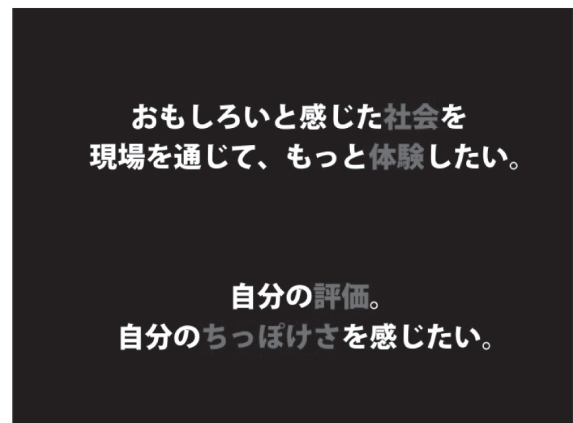 おもしろいと感じた社会を
現場を通じて、もっと体験したい。
自分の評価。
自分のちっぽけさを感じたい。